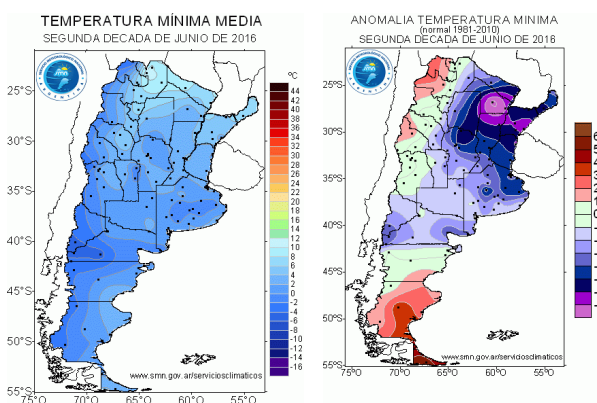 TEMPERATURA MÍNIMA MEDIA
SEGUNDA DECADA DE JUNIO DE 2016
25°S
30°S
35°S
40°S
45°S
50°S
55°S
75°O
70°O
65°O
60°O
55°O
ºC
44
42
40
38
36
34
32
30
28
26
24
22
20
18
16
14
12
10
8
6
4
2
0
-2
-4
-6
-8
-10
-12
-14
-16
www.smn.gov.ar/serviciosclimaticos
ANOMALIA TEMPERATURA MINIMA
(normal 1981-2010)
SEGUNDA DECADA DE JUNIO DE 2016
25°S
30°S
35°S
40°S
45°S
50°S
55°S
75°O
70°O
65°O
60°O
55°O
www.smn.gov.ar/serviciosclimaticos